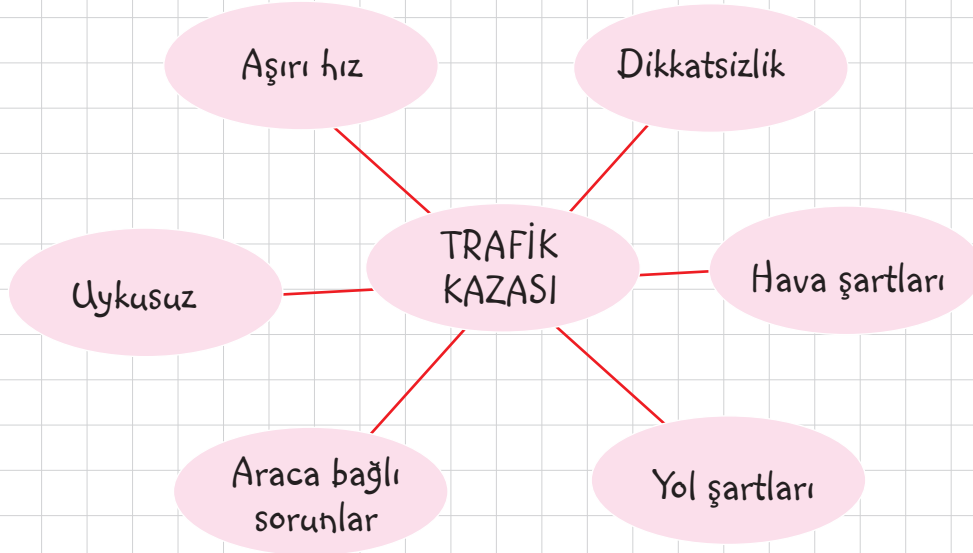 Aşırı hız
Dikkatsizlik
TRAFİK
KAZASI
Uykusuz
Hava şartları
Araca bağlı
sorunlar
Yol şartları